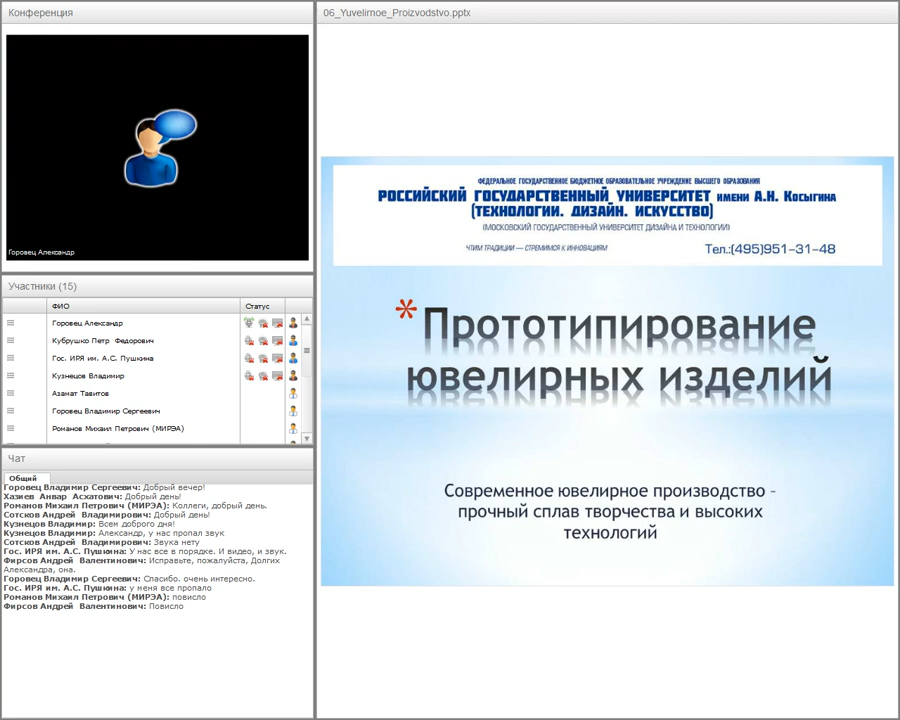 Конференция
Горовец Александр
Участники (15)
ФИО Статус
Горовец Александр
Кубрушко Петр Федорович
Гос. ИРЯ им. А.С. Пушкина
Кузнецов Владимир
Азамат Тавитов
Горовец Владимир Сергеевич
Романов Михаил Петрович (МИРЭА)
Чат
Общий
Горовец Владимир Сергеевич: Добрый вечер!
Хазиев Анвар Асхатович: Добрый день!
Романов Михаил Петрович (МИРЭА): Коллеги, добрый день.
Сотсков Андрей Владимирович: Добрый день!
Кузнецов Владимир: Всем доброго дня!
Кузнецов Владимир: Александр, у нас пропал звук
Сотсков Андрей Владимирович: Звука нету
Гос. ИРЯ им. А.С. Пушкина: У нас все в порядке. И видео, и звук.
Фирсов Андрей Валентинович: Исправьте, пожалуйста, Долгих
Александра, она.
Горовец Владимир Сергеевич: Спасибо. очень интересно.
Гос. ИРЯ им. А.С. Пушкина: у меня все пропало
Романов Михаил Петрович (МИРЭА): повисло
Фирсов Андрей Валентинович: Повисло
06_Yuvelirnoe_Proizvodstvo.pptx
ФЕДЕРАЛЬНОЕ ГОСУДАРСТВЕННОЕ БЮДЖЕТНОЕ ОБРАЗОВАТЕЛЬНОЕ УЧРЕЖДЕНИЕ ВЫСШЕГО ОБРАЗОВАНИЯ
РОССИЙСКИЙ ГОСУДАРСТВЕННЫЙ УНИВЕРСИТЕТ ИМЕНИ А.Н. КОСЫГИНА
(ТЕХНОЛОГИИ. ДИЗАЙН. ИСКУССТВО)
(МОСКОВСКИЙ ГОСУДАРСТВЕННЫЙ УНИВЕРСИТЕТ ДИЗАЙНА И ТЕХНОЛОГИИ)
ЧТИМ ТРАДИЦИИ — СТРЕМИМСЯ К ИННОВАЦИЯМ Тел.:(495)951-31-48
*Прототипирование
ювелирных изделий
Современное ювелирное производство –
прочный сплав творчества и высоких
технологий